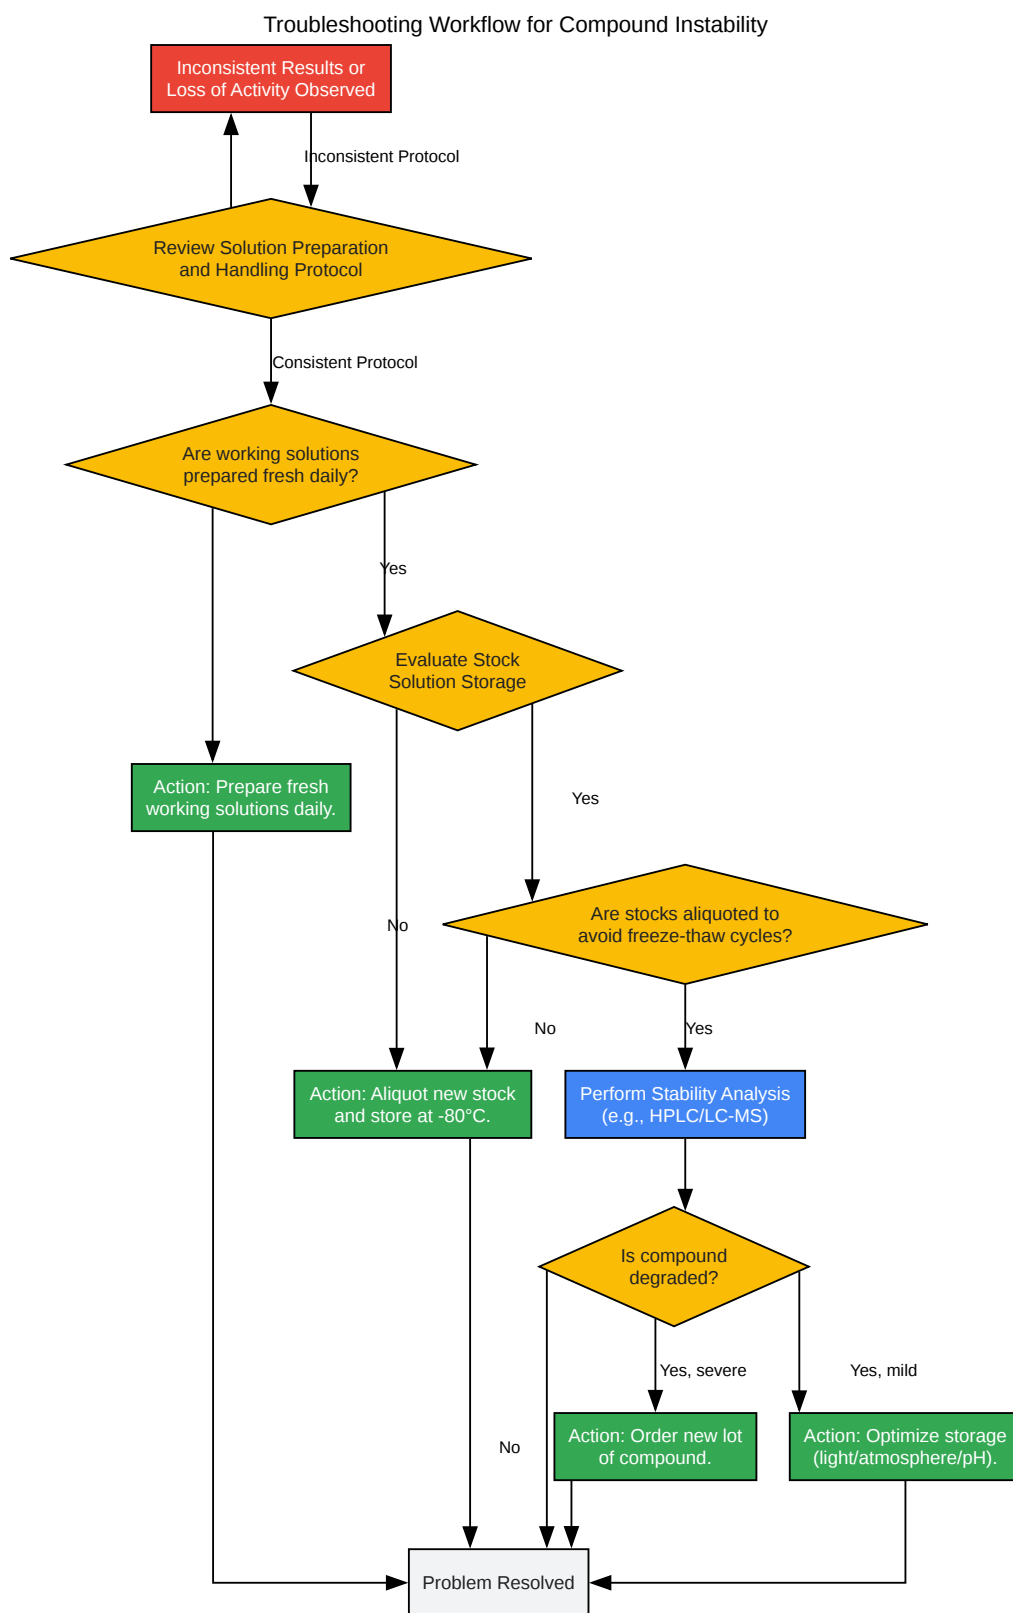 Troubleshooting Workflow for Compound Instability
Inconsistent Results or
Loss of Activity Observed
Inconsistent Protocol
Review Solution Preparation
and Handling Protocol
Consistent Protocol
Are working solutions
prepared fresh daily?
Yes
Evaluate Stock
Solution Storage
Action: Prepare fresh
working solutions daily.
Yes
No
Are stocks aliquoted to
avoid freeze-thaw cycles?
No
Yes
Action: Aliquot new stock
and store at -80°C.
Perform Stability Analysis
(e.g., HPLC/LC-MS)
Is compound
degraded?
Yes, severe
Yes, mild
No
Action: Order new lot
of compound.
Action: Optimize storage
(light/atmosphere/pH).
Problem Resolved